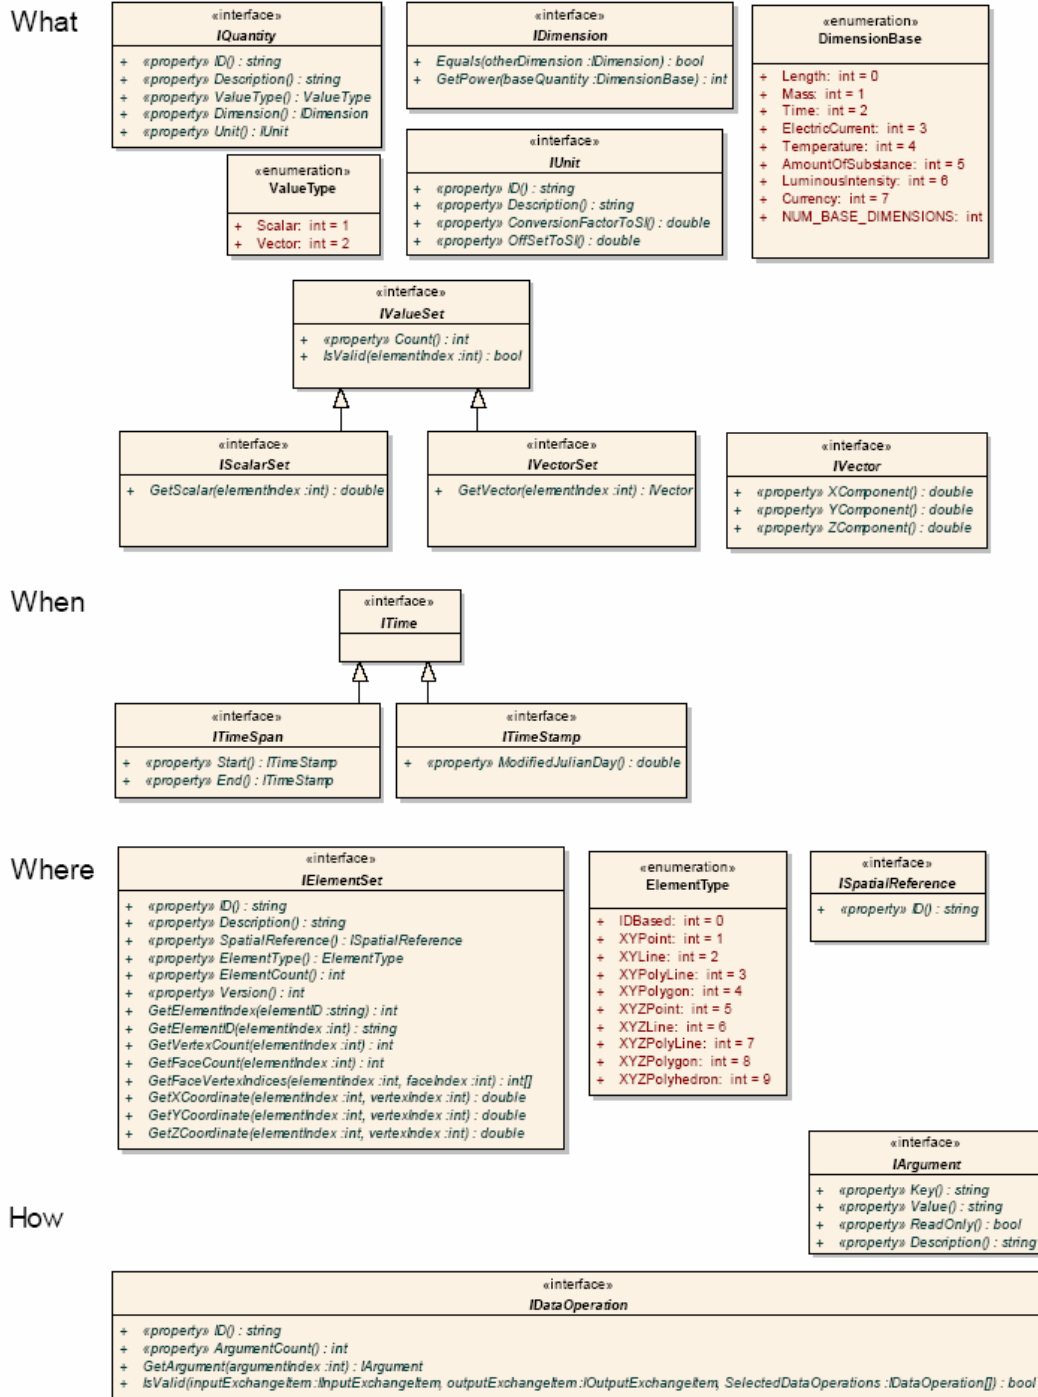 What
«interface»
IQuantity
+ «property» ID() : string
+ «property» Description() : string
+ «property» ValueType() : ValueType
+ «property» Dimension() : IDimension
+ «property» Unit() : IUnit
«interface»
IDimension
+ Equals(otherDimension :IDimension) : bool
+ GetPower(baseQuantity :DimensionBase) : int
«enumeration»
DimensionBase
+ Length: int = 0
+ Mass: int = 1
+ Time: int = 2
+ ElectricCurrent: int = 3
+ Temperature: int = 4
+ AmountOfSubstance: int = 5
+ LuminousIntensity: int = 6
+ Currency: int = 7
+ NUM_BASE_DIMENSIONS: int
«enumeration»
ValueType
+ Scalar: int = 1
+ Vector: int = 2
«interface»
IUnit
+ «property» ID() : string
+ «property» Description() : string
+ «property» ConversionFactorToSI() : double
+ «property» OffSetToSI() : double
«interface»
IValueSet
+ «property» Count() : int
+ IsValid(elementIndex :int) : bool
«interface»
IScalarSet
+ GetScalar(elementIndex :int) : double
«interface»
IVectorSet
+ GetVector(elementIndex :int) : IVector
«interface»
IVector
+ «property» XComponent() : double
+ «property» YComponent() : double
+ «property» ZComponent() : double
When
«interface»
ITime
«interface»
ITimeSpan
+ «property» Start() : ITimeStamp
+ «property» End() : ITimeStamp
«interface»
ITimeStamp
+ «property» ModifiedJulianDay() : double
Where
«interface»
IElementSet
+ «property» ID() : string
+ «property» Description() : string
+ «property» SpatialReference() : ISpatialReference
+ «property» ElementType() : ElementType
+ «property» ElementCount() : int
+ «property» Version() : int
+ GetElementIndex(elementID :string) : int
+ GetElementID(elementIndex :int) : string
+ GetVertexCount(elementIndex :int) : int
+ GetFaceCount(elementIndex :int) : int
+ GetFaceVertexIndices(elementIndex :int, faceIndex :int) : int[]
+ GetXCoordinate(elementIndex :int, vertexIndex :int) : double
+ GetYCoordinate(elementIndex :int, vertexIndex :int) : double
+ GetZCoordinate(elementIndex :int, vertexIndex :int) : double
«enumeration»
ElementType
+ IDBased: int = 0
+ XYPoint: int = 1
+ XYLine: int = 2
+ XYPolyLine: int = 3
+ XYPolygon: int = 4
+ XYZPoint: int = 5
+ XYZLine: int = 6
+ XYZPolyLine: int = 7
+ XYZPolygon: int = 8
+ XYZPolyhedron: int = 9
«interface»
ISpatialReference
+ «property» ID() : string
How
«interface»
IArgument
+ «property» Key() : string
+ «property» Value() : string
+ «property» ReadOnly() : bool
+ «property» Description() : string
«interface»
IDataOperation
+ «property» ID() : string
+ «property» ArgumentCount() : int
+ GetArgument(argumentIndex :int) : IArgument
+ IsValid(inputExchangeItem :IInputExchangeItem, outputExchangeItem :IOutputExchangeItem, SelectedDataOperations :IDataOperation[]) : bool